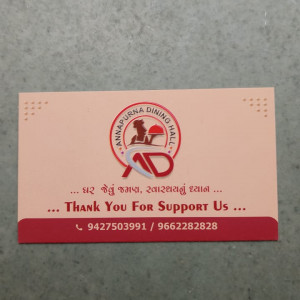 ANNAPURNA DINING HALL
AD
... ઘર જેવું જમણ, સ્વાસ્થ્યનું ધ્યાન ...
... Thank You For Support Us ...
9427503991 / 9662282828